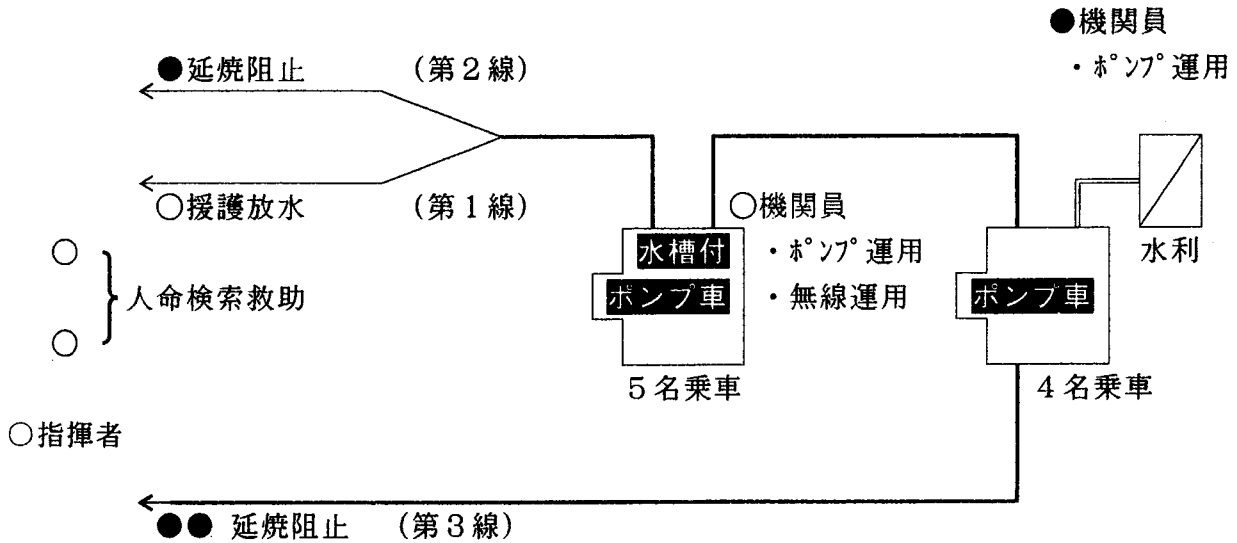 ●機関員
・ﾎﾟﾝﾌﾟ運用
●延焼阻止 (第2線)
○援護放水 (第1線)
○機関員
・ﾎﾟﾝﾌﾟ運用
・無線運用
水槽付
ポンプ車
5名乗車
ポンプ車
4名乗車
水利
人命検索救助
○指揮者
●● 延焼阻止 (第3線)